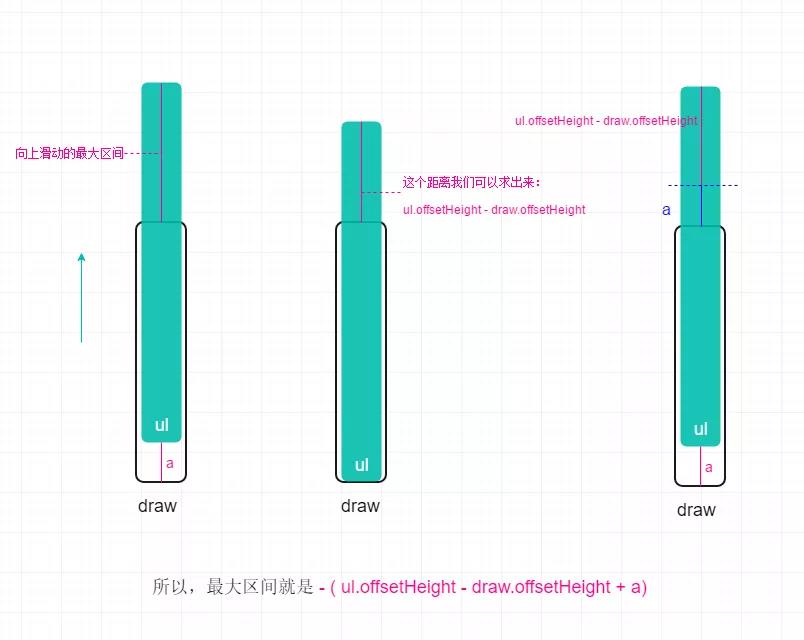 ul.offsetHeight - draw.offsetHeight
向上滑动的最大区间
这个距离我们可以求出来：
ul.offsetHeight - draw.offsetHeight
a
ul
ul
ul
a
a
draw
draw
draw
所以，最大区间就是 - ( ul.offsetHeight - draw.offsetHeight + a)